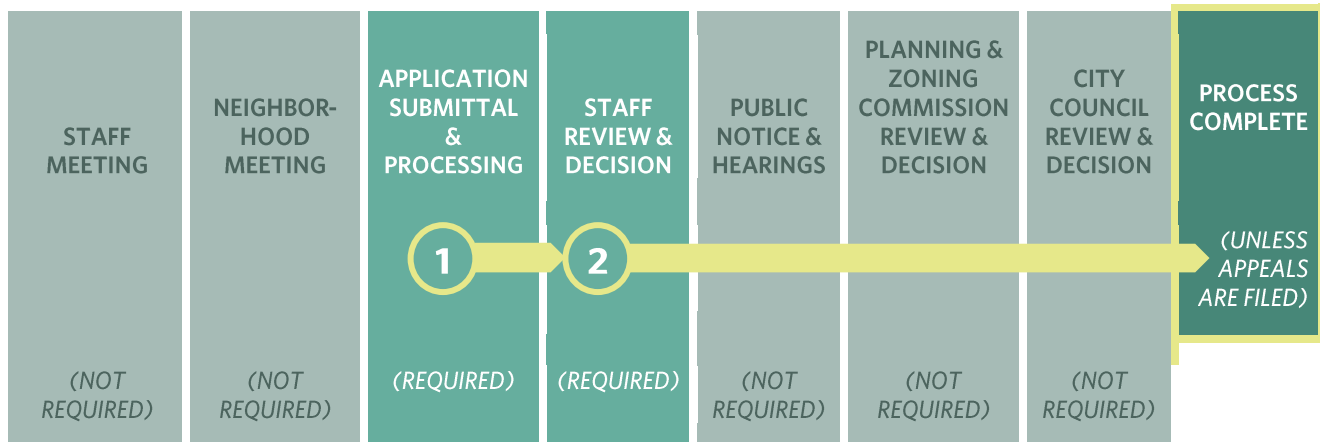 STAFF
MEETING
(NOT
REQUIRED)
NEIGHBOR-
HOOD
MEETING
(NOT
REQUIRED)
APPLICATION
SUBMITTAL
&
PROCESSING
1
(REQUIRED)
STAFF
REVIEW &
DECISION
2
(REQUIRED)
PUBLIC
NOTICE &
HEARINGS
(NOT
REQUIRED)
PLANNING &
ZONING
COMMISSION
REVIEW &
DECISION
(NOT
REQUIRED)
CITY
COUNCIL
REVIEW &
DECISION
(NOT
REQUIRED)
PROCESS
COMPLETE
(UNLESS
APPEALS
ARE FILED)